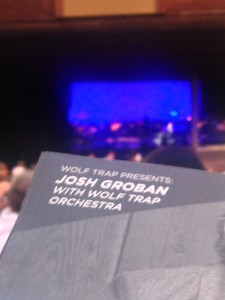 WOLF TRAP PRESENTS:
JOSH GROBAN
WITH WOLF TRAP
ORCHESTRA